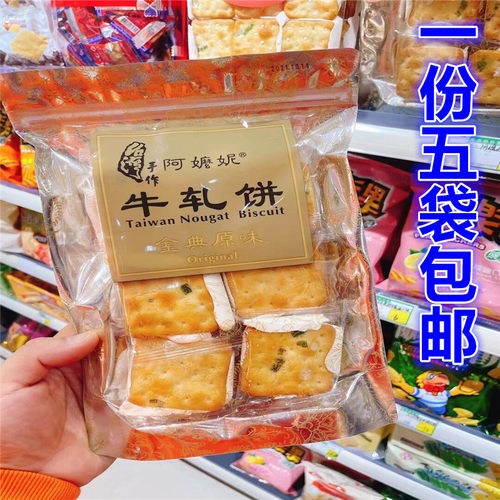 一份五袋包邮
手作
阿嬷妮®
牛轧饼
Taiwan Nougat Biscuit
金典原味
Original